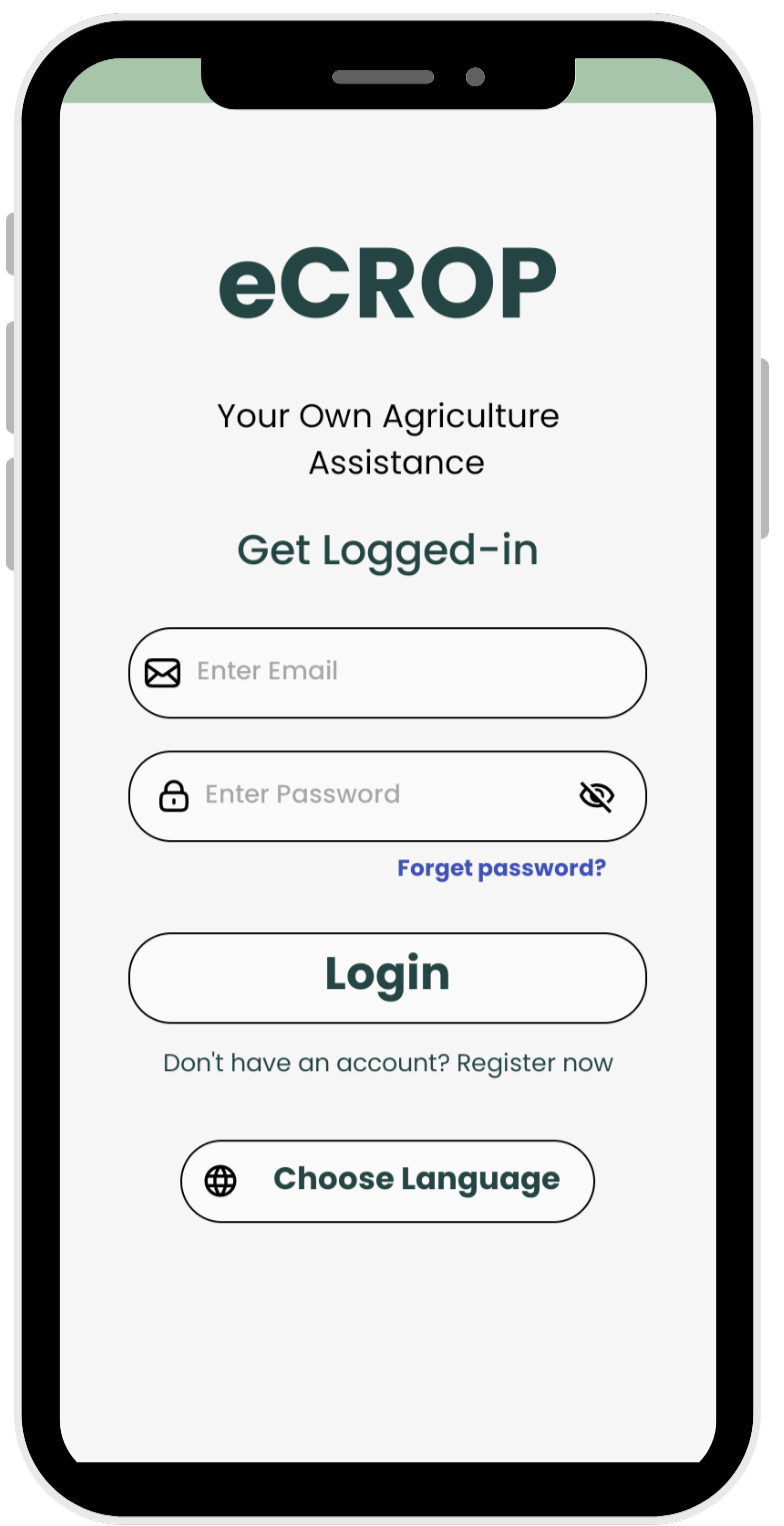 eCROP
Your Own Agriculture
Assistance
Get Logged-in
Enter Email
Enter Password
Forget password?
Login
Don't have an account? Register now
Choose Language